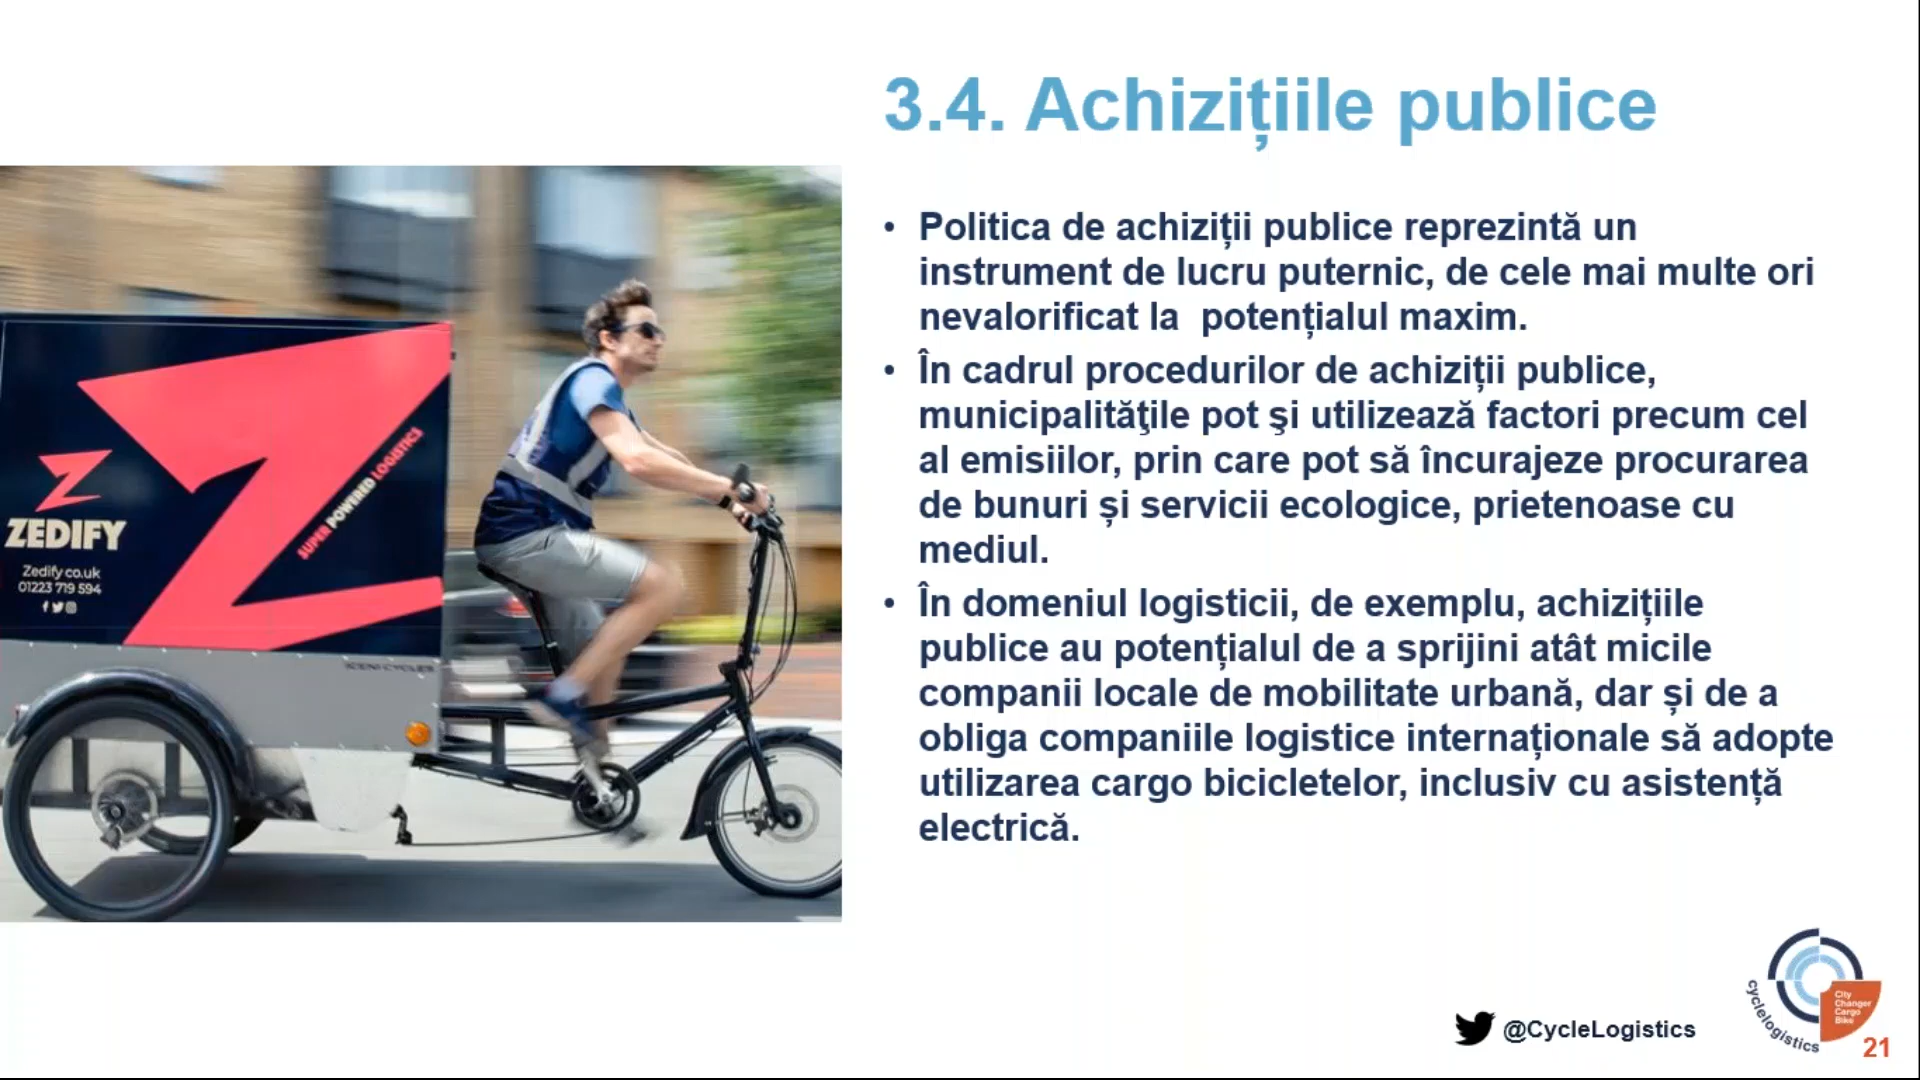 3.4. Achizițiile publice
• Politica de achiziții publice reprezintă un
instrument de lucru puternic, de cele mai multe ori
nevalorificat la  potențialul maxim.
• În cadrul procedurilor de achiziții publice,
municipalităţile pot şi utilizează factori precum cel
al emisiilor, prin care pot să încurajeze procurarea
de bunuri și servicii ecologice, prietenoase cu
mediul.
• În domeniul logisticii, de exemplu, achizițiile
publice au potențialul de a sprijini atât micile
companii locale de mobilitate urbană, dar și de a
obliga companiile logistice internaționale să adopte
utilizarea cargo bicicletelor, inclusiv cu asistență
electrică.
Z
SUPER POWERED LOGISTICS
Z
ZEDIFY
Zedify.co.uk
01223 719 594
@CycleLogistics
cyclelogistics
City
Changer
Cargo
Bike
21